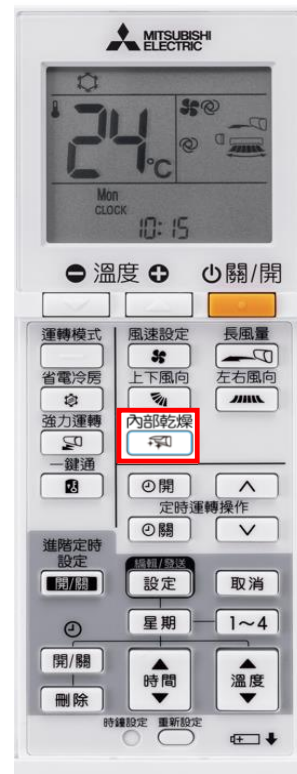 MITSUBISHI
ELECTRIC
24°C
Mon
CLOCK
10:15
溫度 關/開
運轉模式 風速設定 長風量
省電冷房 上下風向 左右風向
強力運轉 內部乾燥
一鍵通
開
定時運轉操作
關
進階定時
設定 編輯/發送
開/關 設定 取消
星期 1～4
開/關
時間 溫度
刪除
時鐘設定 重新設定